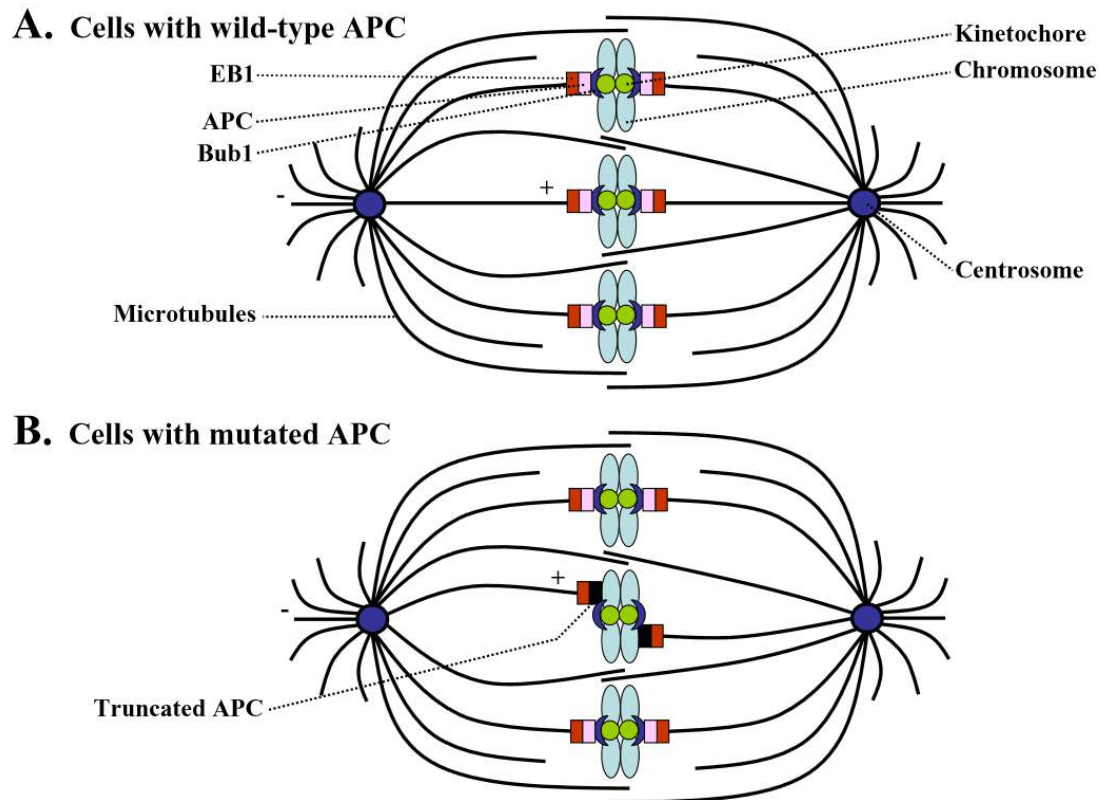 A. Cells with wild-type APC
Kinetochore
EB1
Chromosome
APC
Bub1
+
-
Centrosome
Microtubules
B. Cells with mutated APC
+
-
Truncated APC